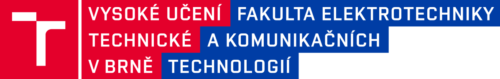 VYSOKÉ UČENÍ FAKULTA ELEKTROTECHNIKY
TECHNICKÉ A KOMUNIKAČNÍCH
V BRNĚ TECHNOLOGIÍ